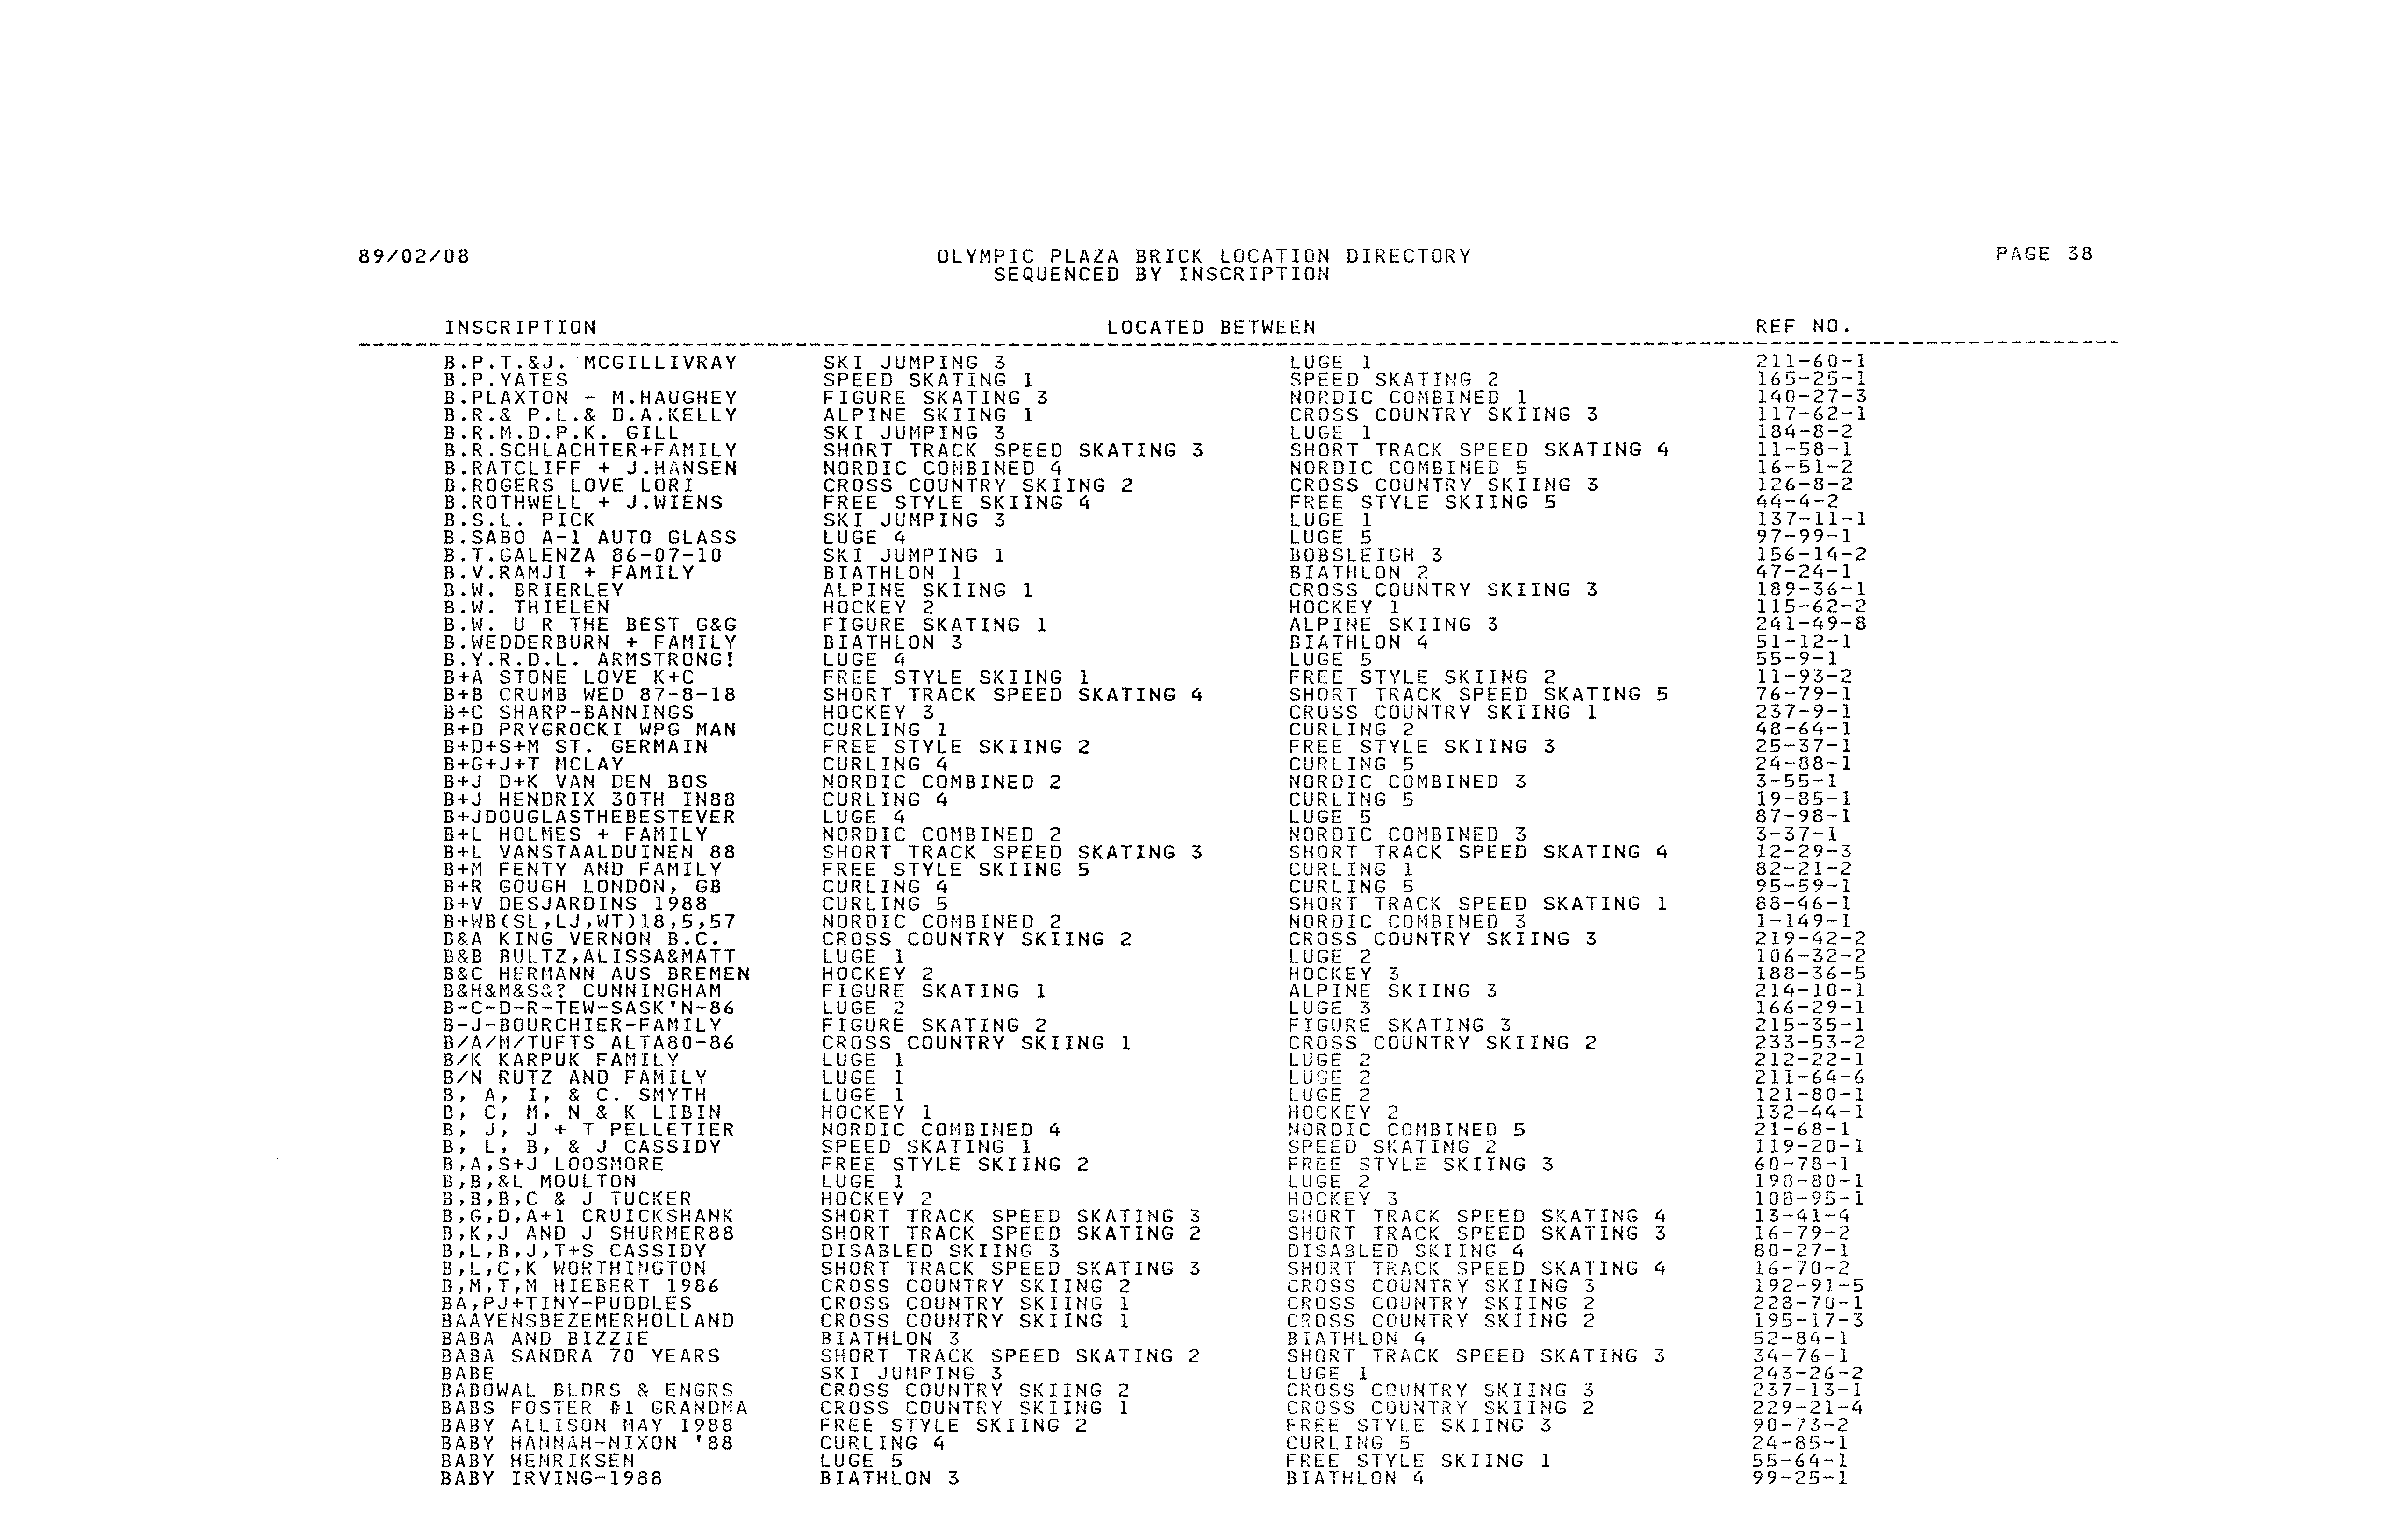 89/02/08 OLYMPIC PLAZA BRICK LOCATION DIRECTORY PAGE 38
SEQUENCED BY INSCRIPTION
INSCRIPTION LOCATED BETWEEN REF NO.
B.P.T.&J. MCGILLIVRAY SKI JUMPING 3 LUGE 1 211-60-1
B.P.YATES SPEED SKATING 1 SPEED SKATING 2 165-25-1
B.PLAXTON - M.HAUGHEY FIGURE SKATING 3 NORDIC COMBINED 1 140-27-3
B.R.& P.L.& D.A.KELLY ALPINE SKIING 1 CROSS COUNTRY SKIING 3 117-62-1
B.R.M.D.P.K. GILL SKI JUMPING 3 LUGE 1 184-8-2
B.R.SCHLACHTER+FAMILY SHORT TRACK SPEED SKATING 3 SHORT TRACK SPEED SKATING 4 11-58-1
B.RATCLIFF + J.HANSEN NORDIC COMBINED 4 NORDIC COMBINED 5 16-51-2
B.ROGERS LOVE LORI CROSS COUNTRY SKIING 2 CROSS COUNTRY SKIING 3 126-8-2
B.ROTHWELL + J.WIENS FREE STYLE SKIING 4 FREE STYLE SKIING 5 44-4-2
B.S.L. PICK SKI JUMPING 3 LUGE 1 137-11-1
B.SABO A-1 AUTO GLASS LUGE 4 LUGE 5 97-99-1
B.T.GALENZA 86-07-10 SKI JUMPING 1 BOBSLEIGH 3 156-14-2
B.V.RAMJI + FAMILY BIATHLON 1 BIATHLON 2 47-24-1
B.W. BRIERLEY ALPINE SKIING 1 CROSS COUNTRY SKIING 3 189-36-1
B.W. THIELEN HOCKEY 2 HOCKEY 1 115-62-2
B.W. U R THE BEST G&G FIGURE SKATING 1 ALPINE SKIING 3 241-49-8
B.WEDDERBURN + FAMILY BIATHLON 3 BIATHLON 4 51-12-1
B.Y.R.D.L. ARMSTRONG! LUGE 4 LUGE 5 55-9-1
B+A STONE LOVE K+C FREE STYLE SKIING 1 FREE STYLE SKIING 2 11-93-2
B+B CRUMB WED 87-8-18 SHORT TRACK SPEED SKATING 4 SHORT TRACK SPEED SKATING 5 76-79-1
B+C SHARP-BANNINGS HOCKEY 3 CROSS COUNTRY SKIING 1 237-9-1
B+D PRYGROCKI WPG MAN CURLING 1 CURLING 2 48-64-1
B+D+S+M ST. GERMAIN FREE STYLE SKIING 2 FREE STYLE SKIING 3 25-37-1
B+G+J+T MCLAY CURLING 4 CURLING 5 24-88-1
B+J D+K VAN DEN BOS NORDIC COMBINED 2 NORDIC COMBINED 3 3-55-1
B+J HENDRIX 30TH IN88 CURLING 4 CURLING 5 19-85-1
B+JDOUGLASTHEBESTEVER LUGE 4 LUGE 5 87-98-1
B+L HOLMES + FAMILY NORDIC COMBINED 2 NORDIC COMBINED 3 3-37-1
B+L VANSTAALDUINEN 88 SHORT TRACK SPEED SKATING 3 SHORT TRACK SPEED SKATING 4 12-29-3
B+M FENTY AND FAMILY FREE STYLE SKIING 5 CURLING 1 82-21-2
B+R GOUGH LONDON, GB CURLING 4 CURLING 5 95-59-1
B+V DESJARDINS 1988 CURLING 5 SHORT TRACK SPEED SKATING 1 88-46-1
B+WB(SL,LJ,WT)18,5,57 NORDIC COMBINED 2 NORDIC COMBINED 3 1-149-1
B&A KING VERNON B.C. CROSS COUNTRY SKIING 2 CROSS COUNTRY SKIING 3 219-42-2
B&B BULTZ,ALISSA&MATT LUGE 1 LUGE 2 106-32-2
B&C HERMANN AUS BREMEN HOCKEY 2 HOCKEY 3 188-36-5
B&H&M&S&? CUNNINGHAM FIGURE SKATING 1 ALPINE SKIING 3 214-10-1
B-C-D-R-TEW-SASK'N-86 LUGE 2 LUGE 3 166-29-1
B-J-BOURCHIER-FAMILY FIGURE SKATING 2 FIGURE SKATING 3 215-35-1
B/A/M/TUFTS ALTA80-86 CROSS COUNTRY SKIING 1 CROSS COUNTRY SKIING 2 233-53-2
B/K KARPUK FAMILY LUGE 1 LUGE 2 212-22-1
B/N RUTZ AND FAMILY LUGE 1 LUGE 2 211-64-6
B, A, I, & C. SMYTH LUGE 1 LUGE 2 121-80-1
B, C, M, N & K LIBIN HOCKEY 1 HOCKEY 2 132-44-1
B, J, J + T PELLETIER NORDIC COMBINED 4 NORDIC COMBINED 5 21-68-1
B, L, B, & J CASSIDY SPEED SKATING 1 SPEED SKATING 2 119-20-1
B,A,S+J LOOSMORE FREE STYLE SKIING 2 FREE STYLE SKIING 3 60-78-1
B,B,&L MOULTON LUGE 1 LUGE 2 198-80-1
B,B,B,C & J TUCKER HOCKEY 2 HOCKEY 3 108-95-1
B,G,D,A+1 CRUICKSHANK SHORT TRACK SPEED SKATING 3 SHORT TRACK SPEED SKATING 4 13-41-4
B,K,J AND J SHURMER88 SHORT TRACK SPEED SKATING 2 SHORT TRACK SPEED SKATING 3 16-79-2
B,L,B,J,T+S CASSIDY DISABLED SKIING 3 DISABLED SKIING 4 80-27-1
B,L,C,K WORTHINGTON SHORT TRACK SPEED SKATING 3 SHORT TRACK SPEED SKATING 4 16-70-2
B,M,T,M HIEBERT 1986 CROSS COUNTRY SKIING 2 CROSS COUNTRY SKIING 3 192-91-5
BA,PJ+TINY-PUDDLES CROSS COUNTRY SKIING 1 CROSS COUNTRY SKIING 2 228-70-1
BAAYENSBEZEMERHOLLAND CROSS COUNTRY SKIING 1 CROSS COUNTRY SKIING 2 195-17-3
BABA AND BIZZIE BIATHLON 3 BIATHLON 4 52-84-1
BABA SANDRA 70 YEARS SHORT TRACK SPEED SKATING 2 SHORT TRACK SPEED SKATING 3 34-76-1
BABE SKI JUMPING 3 LUGE 1 243-26-2
BABOWAL BLDRS & ENGRS CROSS COUNTRY SKIING 2 CROSS COUNTRY SKIING 3 237-13-1
BABS FOSTER #1 GRANDMA CROSS COUNTRY SKIING 1 CROSS COUNTRY SKIING 2 229-21-4
BABY ALLISON MAY 1988 FREE STYLE SKIING 2 FREE STYLE SKIING 3 90-73-2
BABY HANNAH-NIXON '88 CURLING 4 CURLING 5 24-85-1
BABY HENRIKSEN LUGE 5 FREE STYLE SKIING 1 55-64-1
BABY IRVING-1988 BIATHLON 3 BIATHLON 4 99-25-1